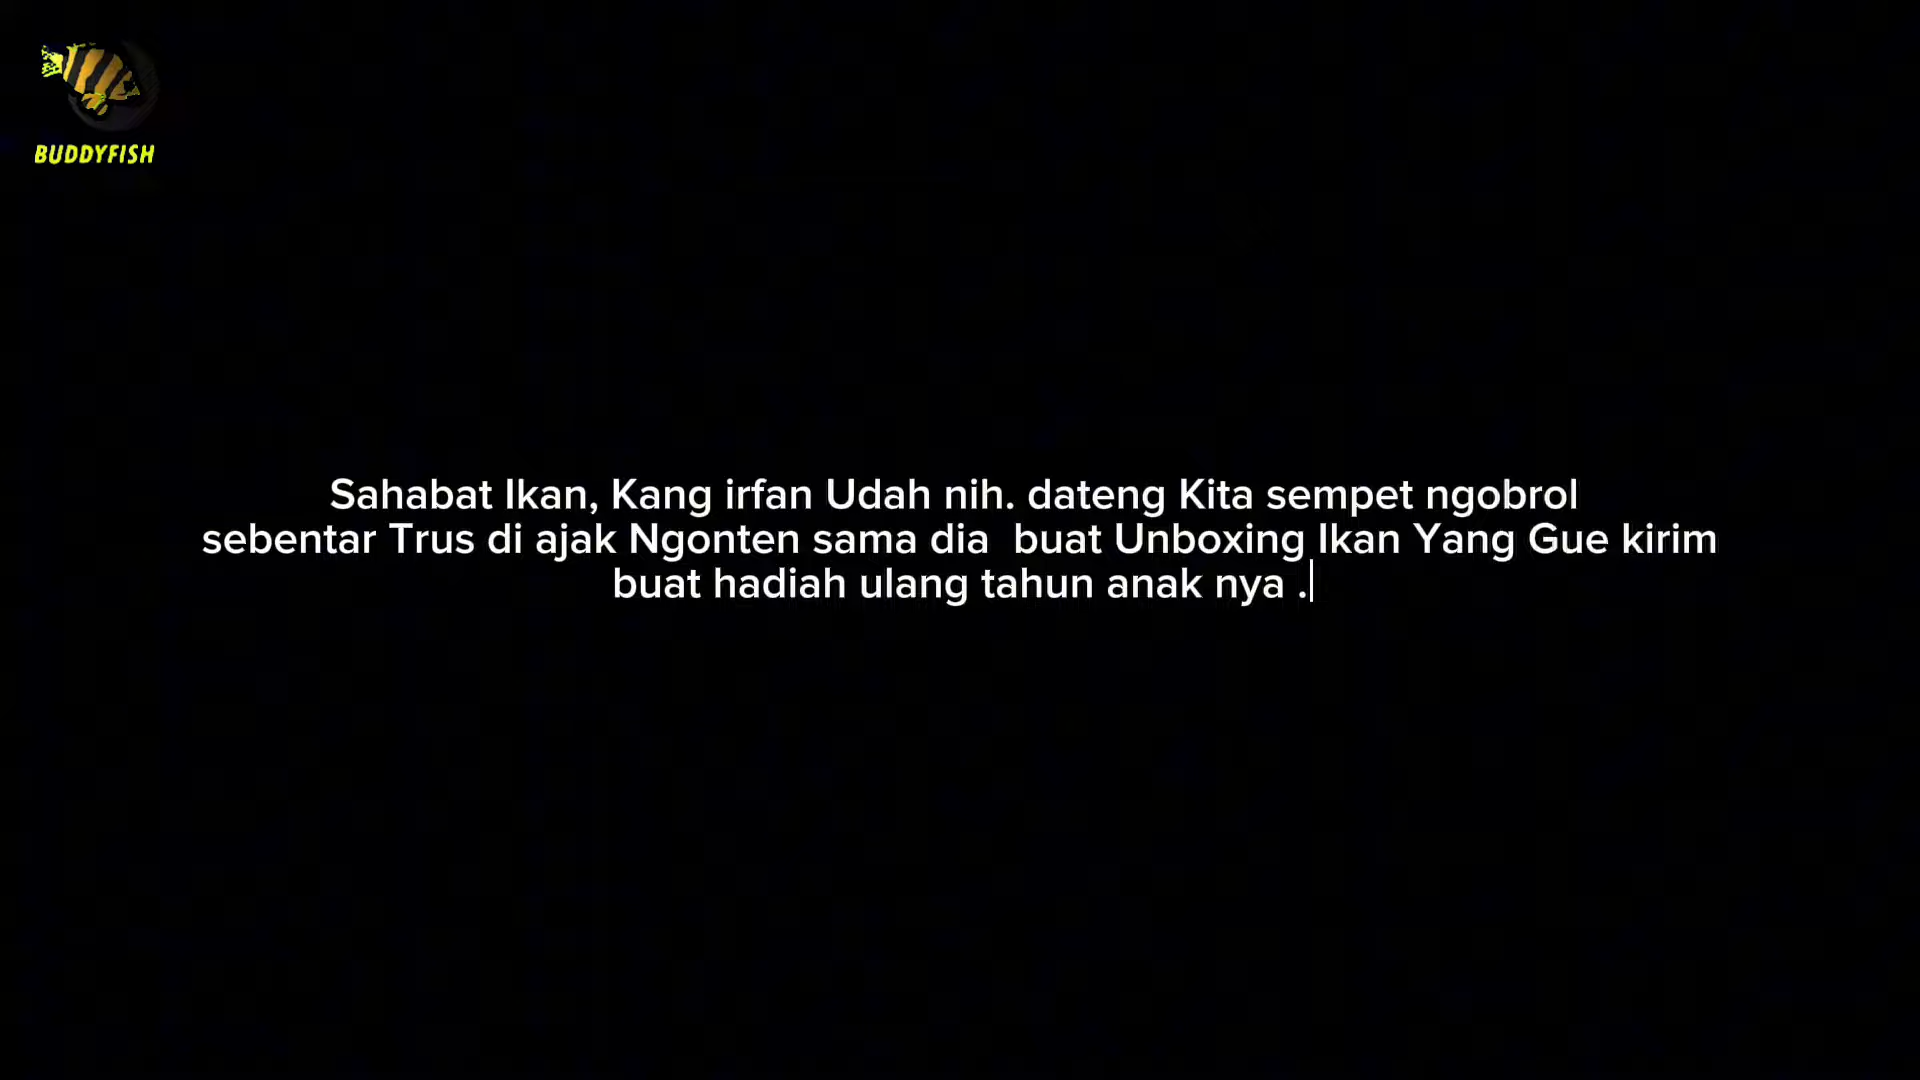 BUDDYFISH
Sahabat Ikan, Kang irfan Udah nih. dateng Kita sempet ngobrol
sebentar Trus di ajak Ngonten sama dia  buat Unboxing Ikan Yang Gue kirim
buat hadiah ulang tahun anak nya .